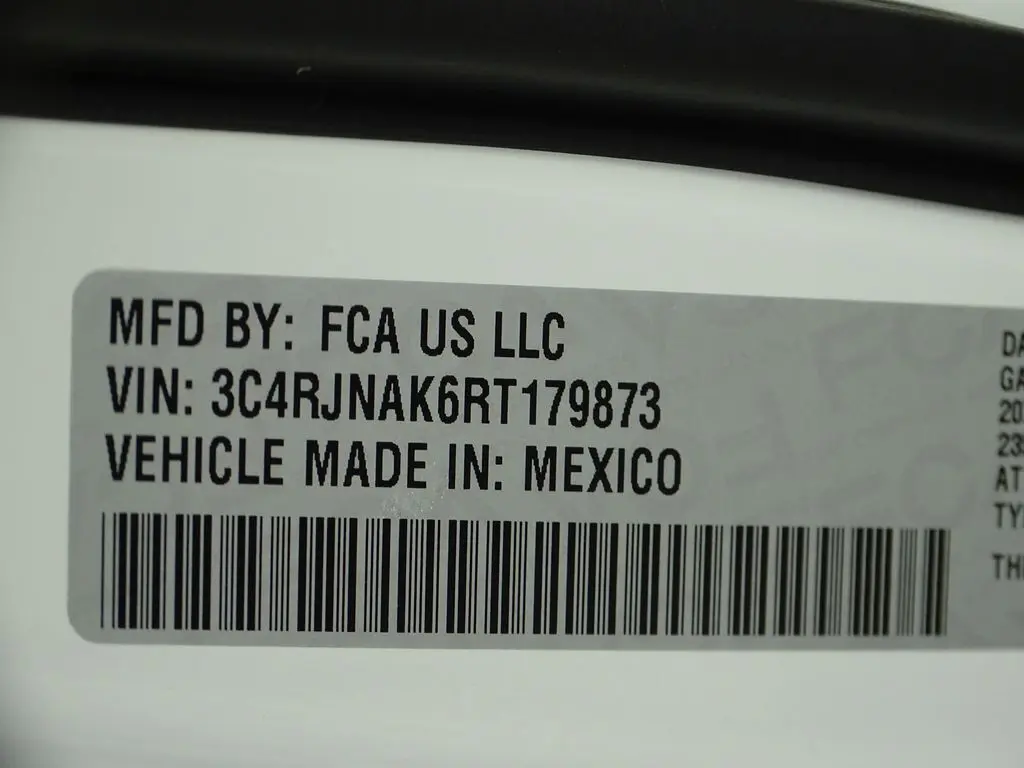 MFD BY: FCA US LLC
VIN: 3C4RJNAK6RT179873
VEHICLE MADE IN: MEXICO